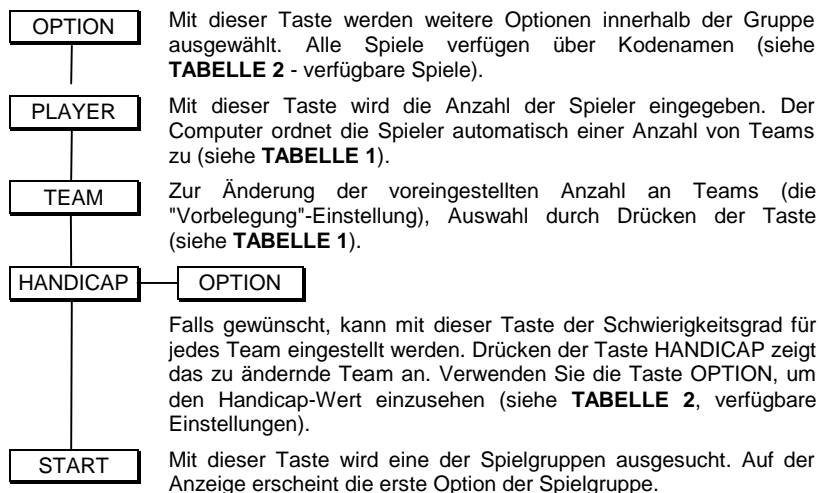 OPTION
Mit dieser Taste werden weitere Optionen innerhalb der Gruppe
ausgewählt. Alle Spiele verfügen über Kodenamen (siehe
TABELLE 2 - verfügbare Spiele).
PLAYER
Mit dieser Taste wird die Anzahl der Spieler eingegeben. Der
Computer ordnet die Spieler automatisch einer Anzahl von Teams
zu (siehe TABELLE 1).
TEAM
Zur Änderung der voreingestellten Anzahl an Teams (die
"Vorbelegung"-Einstellung), Auswahl durch Drücken der Taste
(siehe TABELLE 1).
HANDICAP OPTION
Falls gewünscht, kann mit dieser Taste der Schwierigkeitsgrad für
jedes Team eingestellt werden. Drücken der Taste HANDICAP zeigt
das zu ändernde Team an. Verwenden Sie die Taste OPTION, um
den Handicap-Wert einzusehen (siehe TABELLE 2, verfügbare
Einstellungen).
START
Mit dieser Taste wird eine der Spielgruppen ausgesucht. Auf der
Anzeige erscheint die erste Option der Spielgruppe.